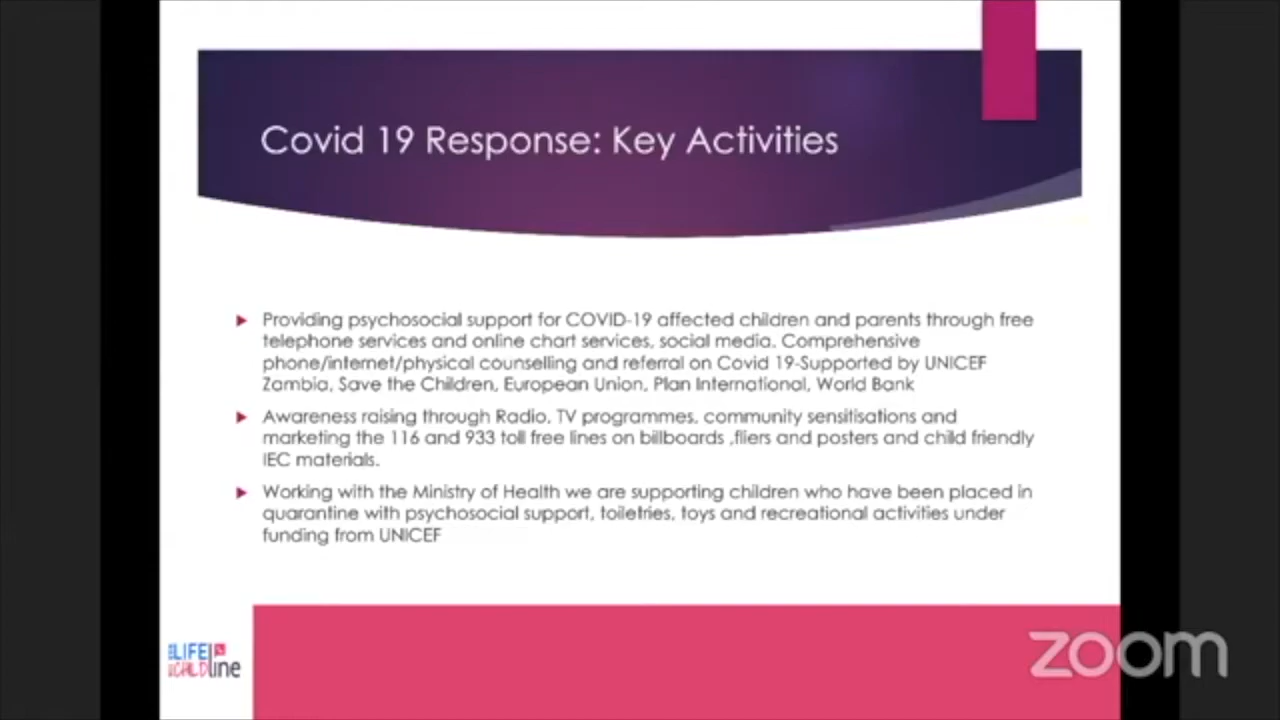 Covid 19 Response: Key Activities
Providing psychosocial support for COVID-19 affected children and parents through free
telephone services and online chart services, social media. Comprehensive
phone/internet/physical counselling and referral on Covid 19-Supported by UNICEF
Zambia, Save the Children, European Union, Plan International, World Bank
Awareness raising through Radio, TV programmes, community sensitisations and
marketing the 116 and 933 toll free lines on billboards ,fliers and posters and child friendly
IEC materials.
Working with the Ministry of Health we are supporting children who have been placed in
quarantine with psychosocial support, toiletries, toys and recreational activities under
funding from UNICEF
LIFE
CHILDline
zoom